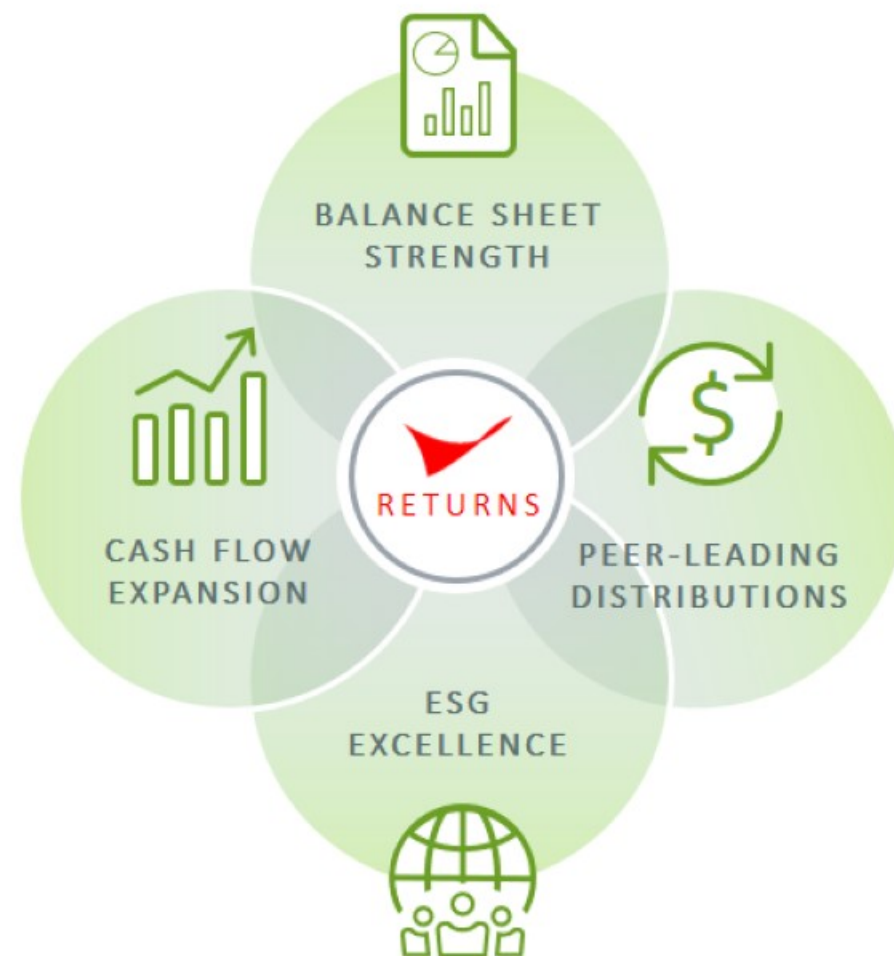 BALANCE SHEET
STRENGTH
CASH FLOW
EXPANSION
$
RETURNS
PEER-LEADING
DISTRIBUTIONS
ESG
EXCELLENCE